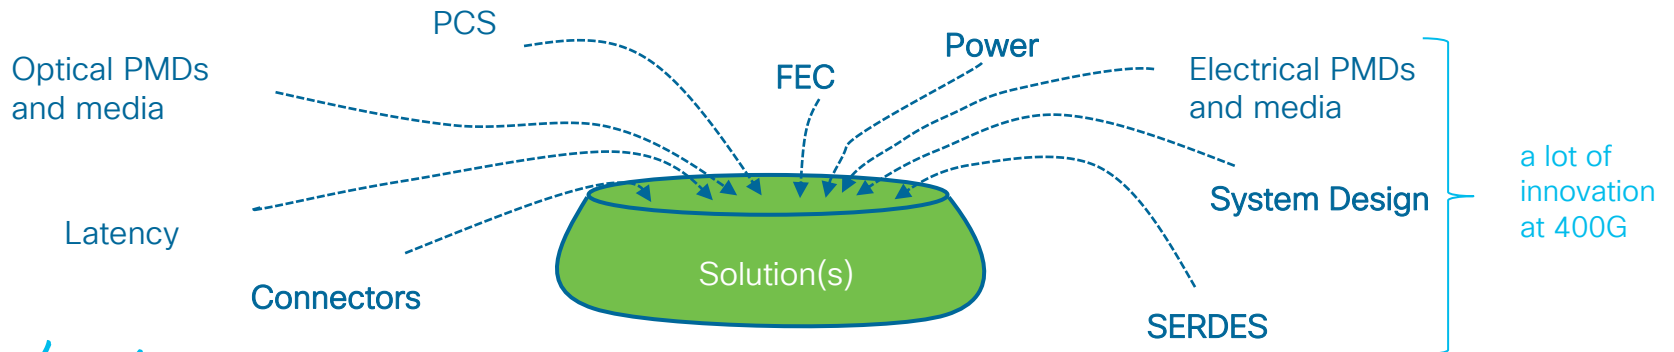 PCS
Power
FEC
Optical PMDs
and media
Electrical PMDs
and media
a lot of
innovation
at 400G
System Design
Latency
Solution(s)
Connectors
SERDES